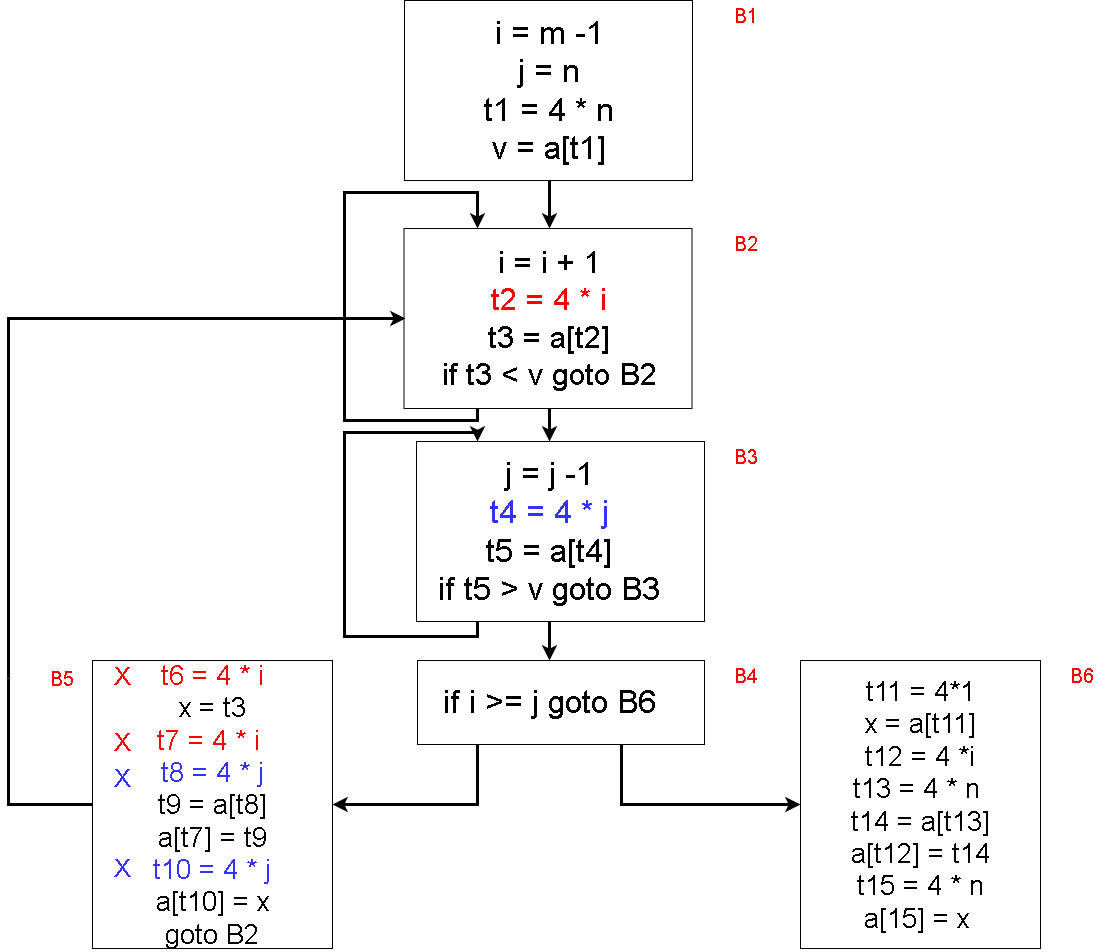 B1
i = m -1
j = n
t1 = 4 * n
v = a[t1]
B2
i = i + 1
t2 = 4 * i
t3 = a[t2]
if t3 < v goto B2
B3
j = j -1
t4 = 4 * j
t5 = a[t4]
if t5 > v goto B3
B4
if i >= j goto B6
B5
X t6 = 4 * i
x = t3
X t7 = 4 * i
X t8 = 4 * j
t9 = a[t8]
a[t7] = t9
X t10 = 4 * j
a[t10] = x
goto B2
B6
t11 = 4*1
x = a[t11]
t12 = 4 *i
t13 = 4 * n
t14 = a[t13]
a[t12] = t14
t15 = 4 * n
a[15] = x